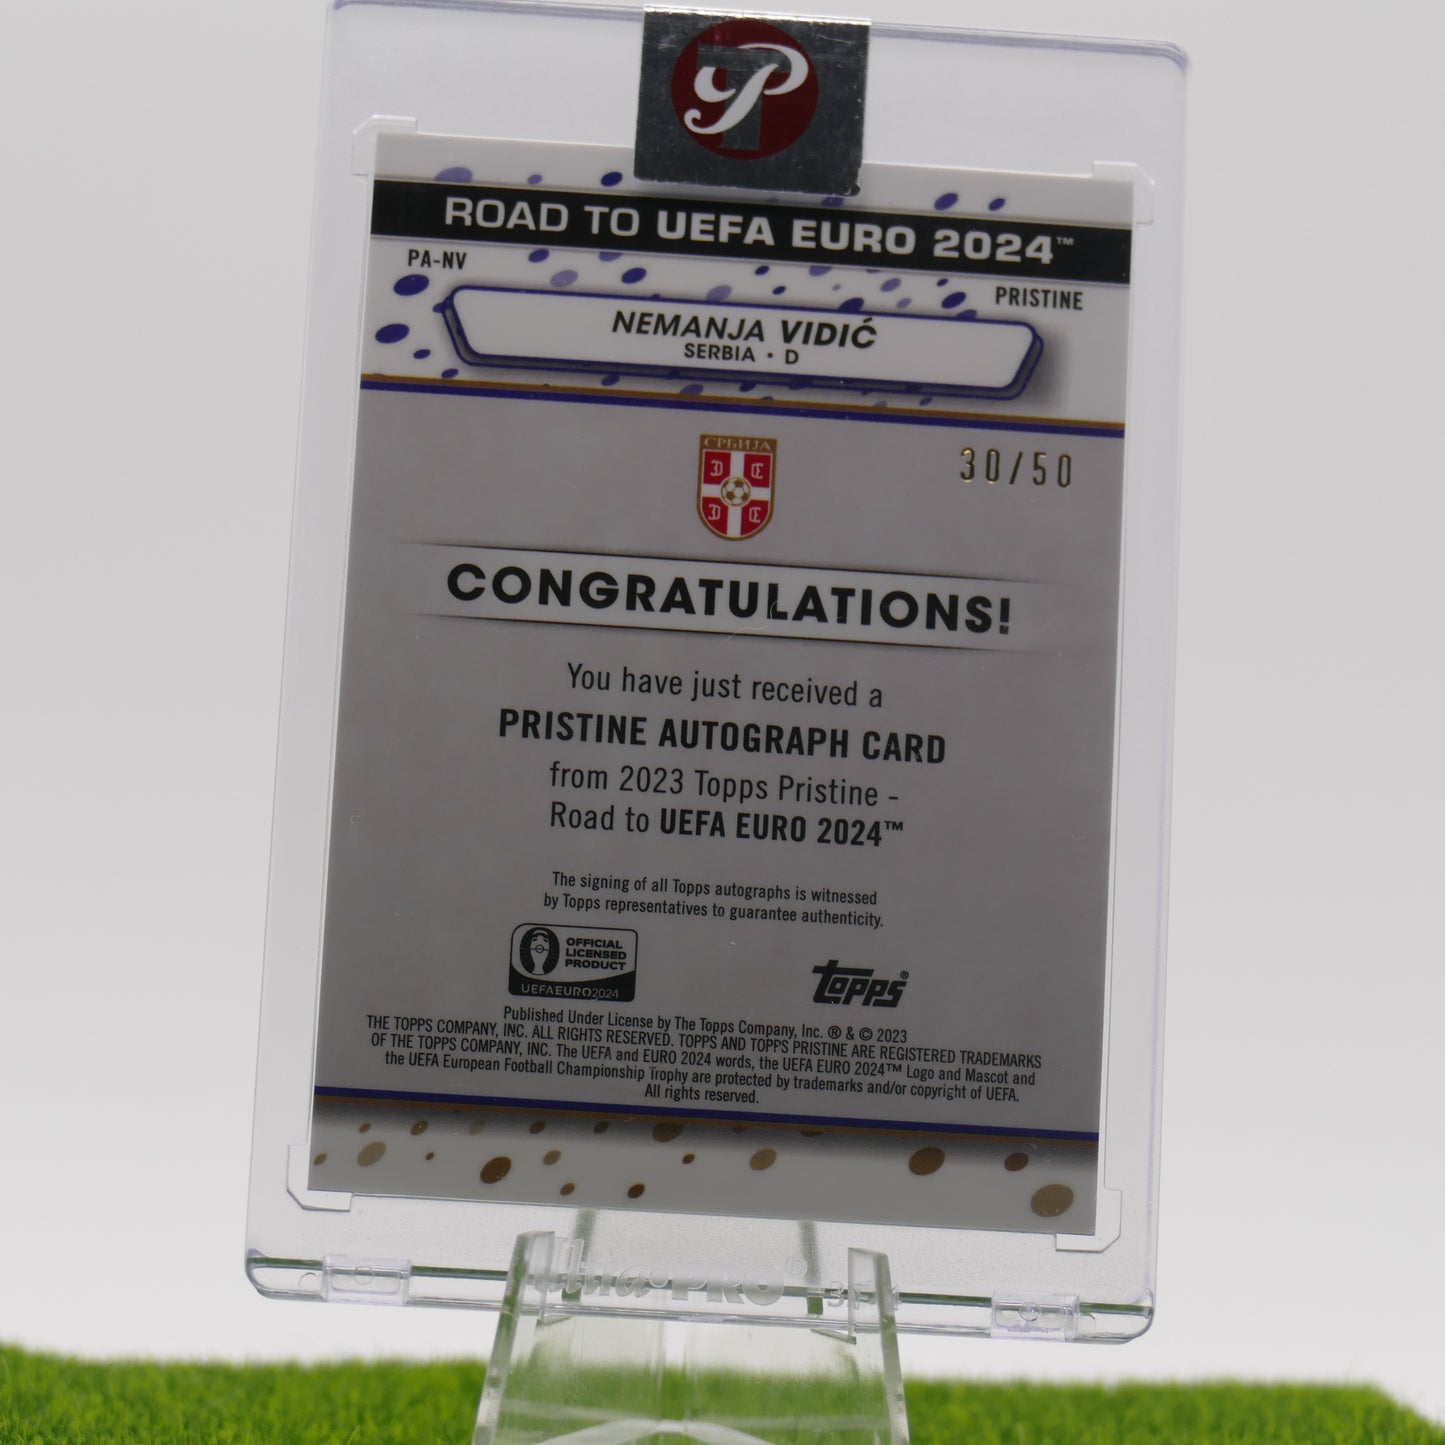 ROAD TO UEFA EURO 2024™
PA-NV
PRISTINE
NEMANJA VIDIĆ
SERBIA • D
СРБИЈА
30/50
CONGRATULATIONS!
You have just received a
PRISTINE AUTOGRAPH CARD
from 2023 Topps Pristine -
Road to UEFA EURO 2024™
The signing of all Topps autographs is witnessed
by Topps representatives to guarantee authenticity.
OFFICIAL
LICENSED
PRODUCT
UEFAEURO2024
topps®
Published Under License by The Topps Company, Inc. ® & © 2023
THE TOPPS COMPANY, INC. ALL RIGHTS RESERVED. TOPPS AND TOPPS PRISTINE ARE REGISTERED TRADEMARKS
OF THE TOPPS COMPANY, INC. The UEFA and EURO 2024 words, the UEFA EURO 2024™ Logo and Mascot and
the UEFA European Football Championship Trophy are protected by trademarks and/or copyright of UEFA.
All rights reserved.
PRO®